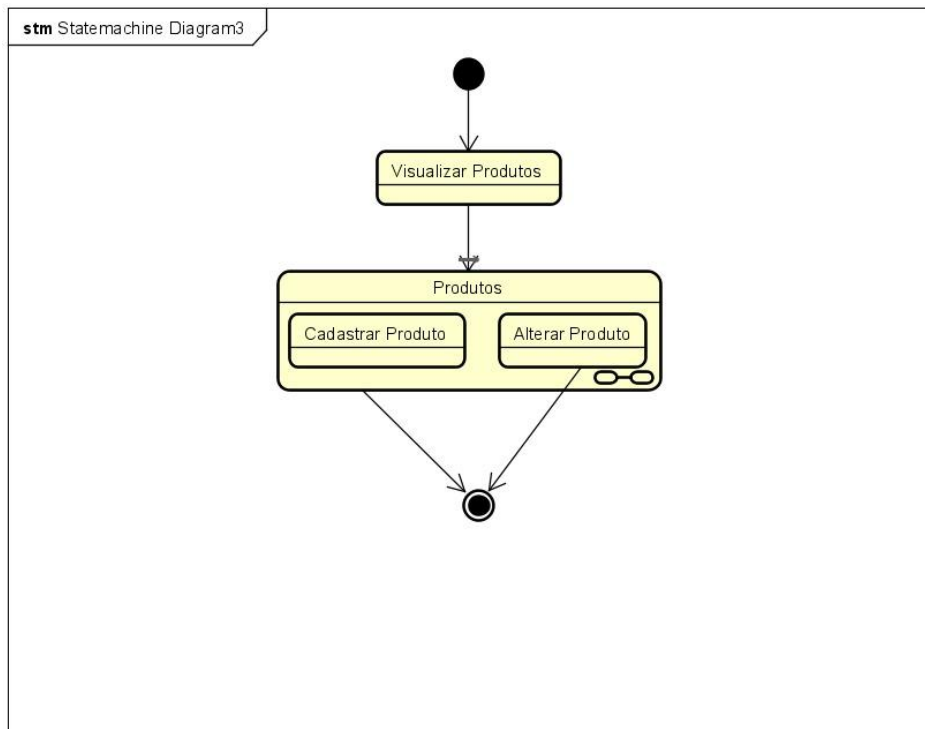 stm Statemachine Diagram3
Visualizar Produtos
Produtos
Cadastrar Produto
Alterar Produto